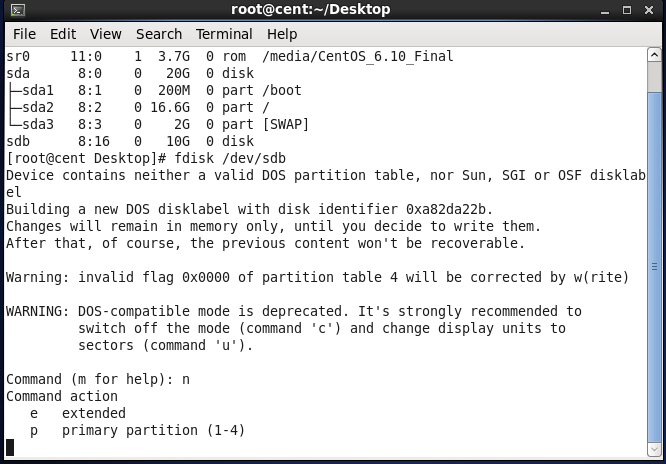 root@cent:~/Desktop
File Edit View Search Terminal Help
sr0     11:0    1  3.7G  0 rom  /media/CentOS_6.10_Final
sda      8:0    0   20G  0 disk
├─sda1   8:1    0  200M  0 part /boot
├─sda2   8:2    0 16.6G  0 part /
└─sda3   8:3    0    2G  0 part [SWAP]
sdb      8:16   0   10G  0 disk
[root@cent Desktop]# fdisk /dev/sdb
Device contains neither a valid DOS partition table, nor Sun, SGI or OSF disklab
el
Building a new DOS disklabel with disk identifier 0xa82da22b.
Changes will remain in memory only, until you decide to write them.
After that, of course, the previous content won't be recoverable.
Warning: invalid flag 0x0000 of partition table 4 will be corrected by w(rite)
WARNING: DOS-compatible mode is deprecated. It's strongly recommended to
         switch off the mode (command 'c') and change display units to
         sectors (command 'u').
Command (m for help): n
Command action
   e   extended
   p   primary partition (1-4)